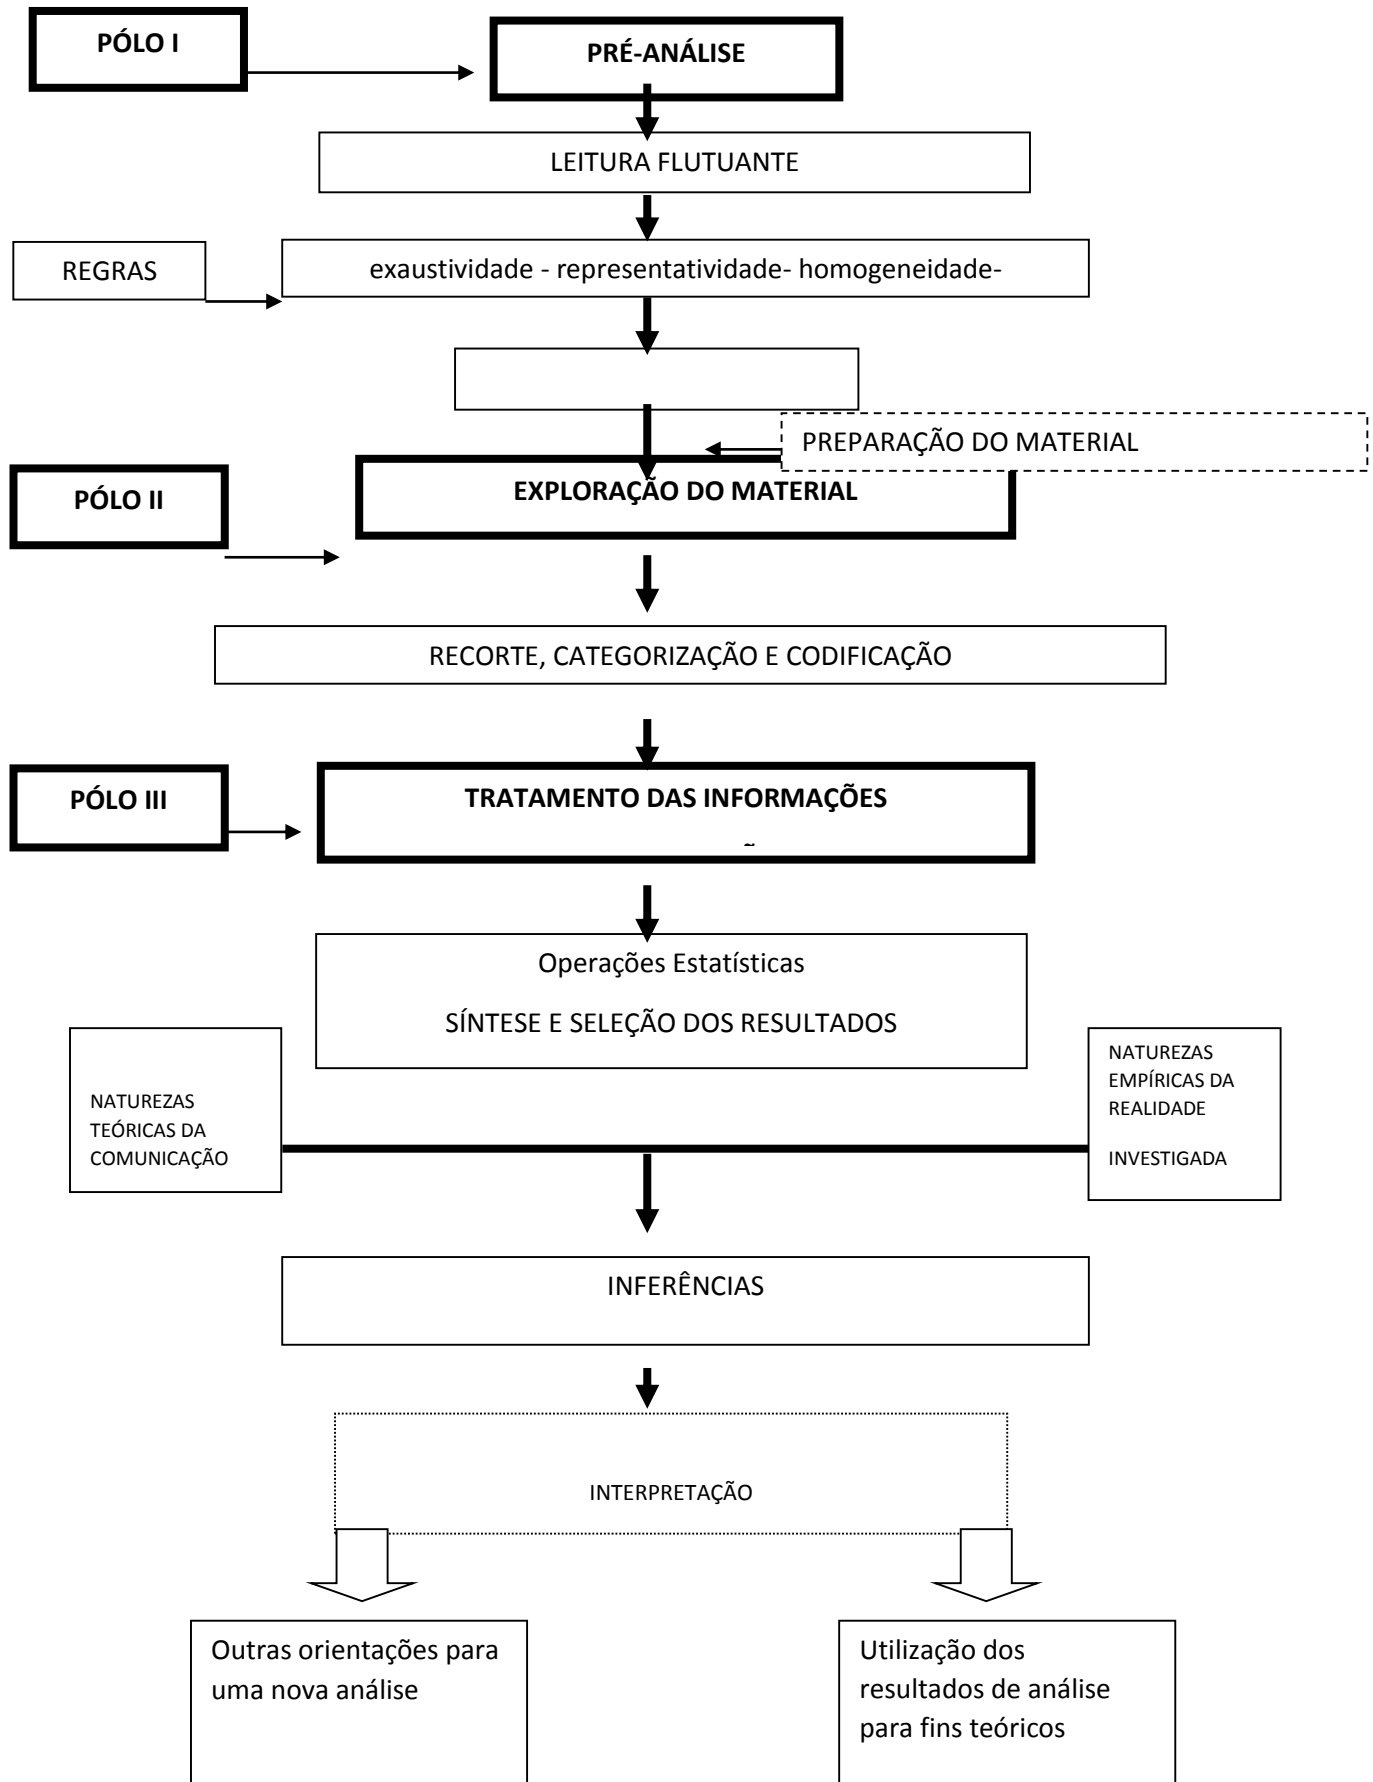 PÓLO I
PRÉ-ANÁLISE
LEITURA FLUTUANTE
REGRAS
exaustividade - representatividade- homogeneidade-
PREPARAÇÃO DO MATERIAL
PÓLO II
EXPLORAÇÃO DO MATERIAL
RECORTE, CATEGORIZAÇÃO E CODIFICAÇÃO
PÓLO III
TRATAMENTO DAS INFORMAÇÕES
Operações Estatísticas
SÍNTESE E SELEÇÃO DOS RESULTADOS
NATUREZAS
TEÓRICAS DA
COMUNICAÇÃO
NATUREZAS
EMPÍRICAS DA
REALIDADE
INVESTIGADA
INFERÊNCIAS
INTERPRETAÇÃO
Outras orientações para
uma nova análise
Utilização dos
resultados de análise
para fins teóricos